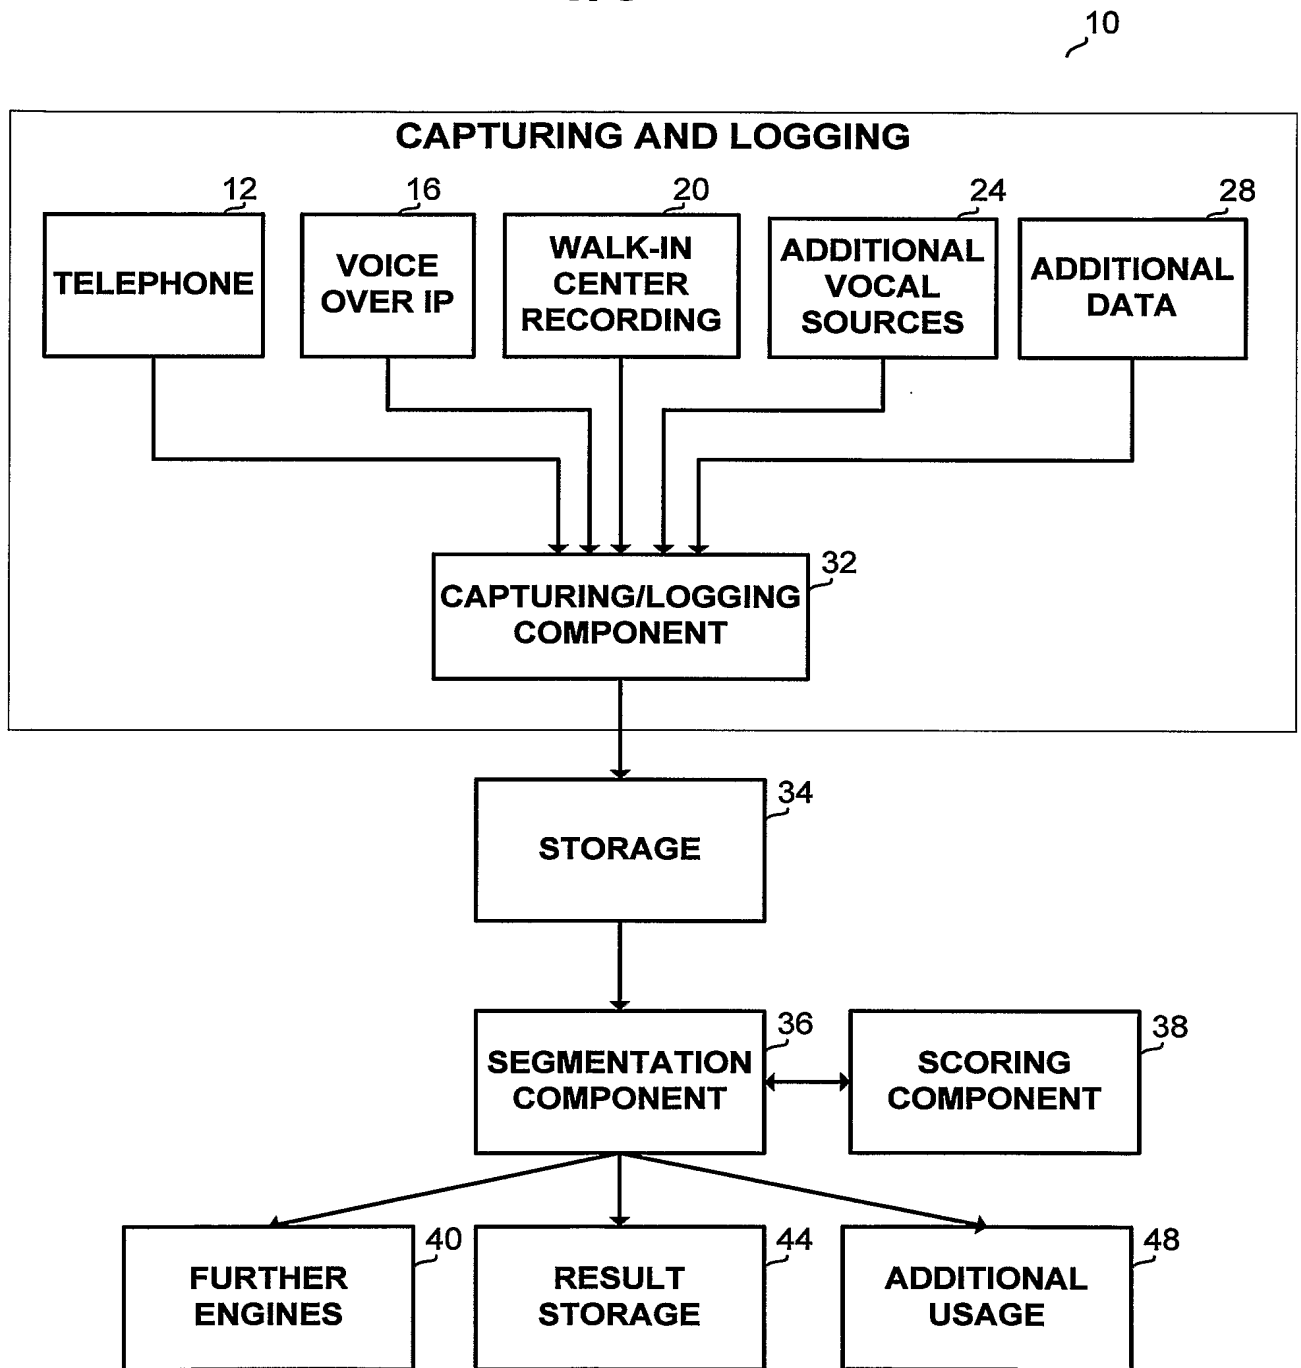 10
CAPTURING AND LOGGING
12
16
20
24
28
TELEPHONE
VOICE
OVER IP
WALK-IN
CENTER
RECORDING
ADDITIONAL
VOCAL
SOURCES
ADDITIONAL
DATA
32
CAPTURING/LOGGING
COMPONENT
34
STORAGE
36
SEGMENTATION
COMPONENT
38
SCORING
COMPONENT
40
FURTHER
ENGINES
44
RESULT
STORAGE
48
ADDITIONAL
USAGE